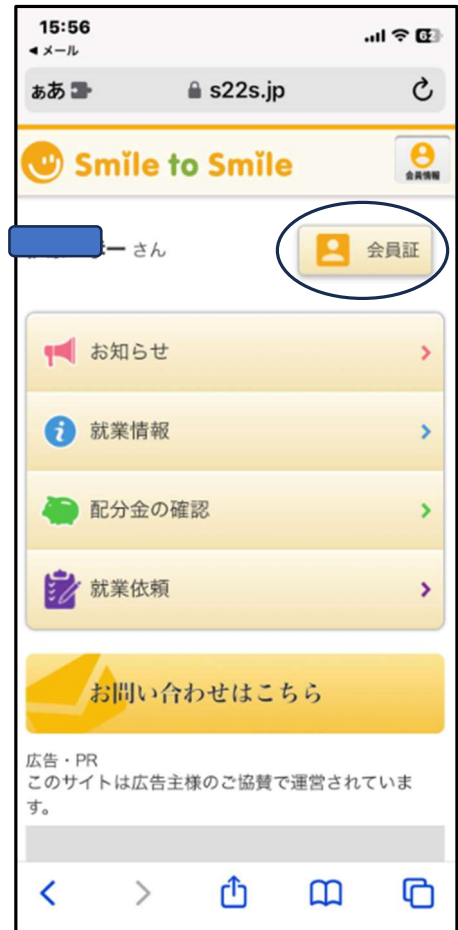 15:56
◀ メール
ぁあ s22s.jp
Smile to Smile
会員情報
さん
会員証
お知らせ
就業情報
配分金の確認
就業依頼
お問い合わせはこちら
広告・PR
このサイトは広告主様のご協賛で運営されていま
す。